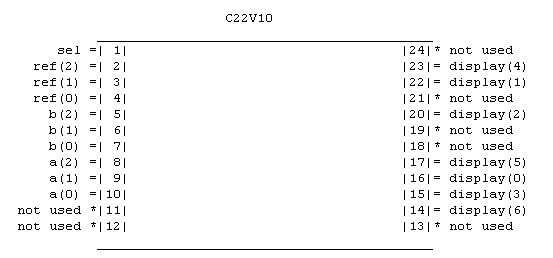 C22V10
sel =| 1| |24|* not used
ref(2) =| 2| |23|= display(4)
ref(1) =| 3| |22|= display(1)
ref(0) =| 4| |21|* not used
b(2) =| 5| |20|= display(2)
b(1) =| 6| |19|* not used
b(0) =| 7| |18|* not used
a(2) =| 8| |17|= display(5)
a(1) =| 9| |16|= display(0)
a(0) =|10| |15|= display(3)
not used *|11| |14|= display(6)
not used *|12| |13|* not used